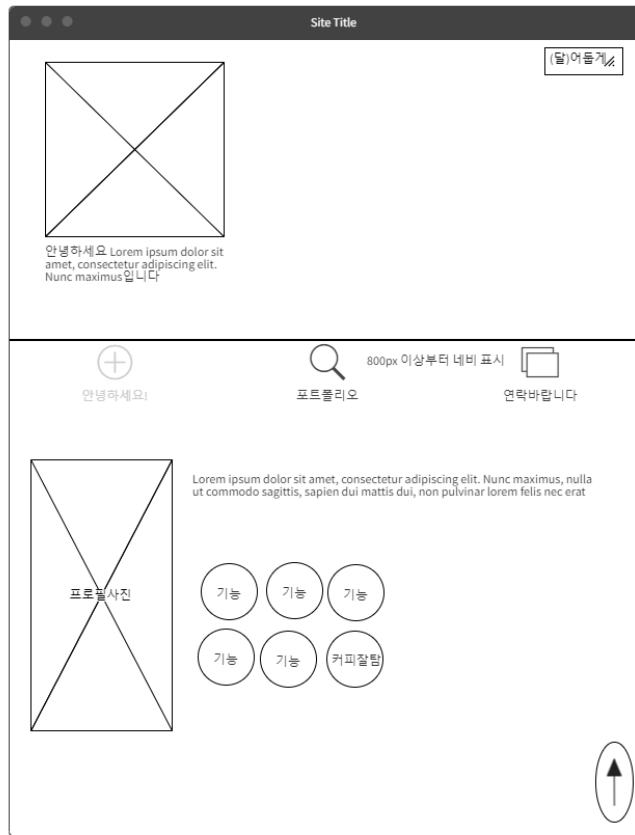 Site Title
(달)어둡게
안녕하세요 Lorem ipsum dolor sit
amet, consectetur adipiscing elit.
Nunc maximus입니다
800px 이상부터 네비 표시
안녕하세요!
포트폴리오
연락바랍니다
Lorem ipsum dolor sit amet, consectetur adipiscing elit. Nunc maximus, nulla
ut commodo sagittis, sapien dui mattis dui, non pulvinar lorem felis nec erat
프로필사진
기능
기능
기능
기능
기능
커피잘탐